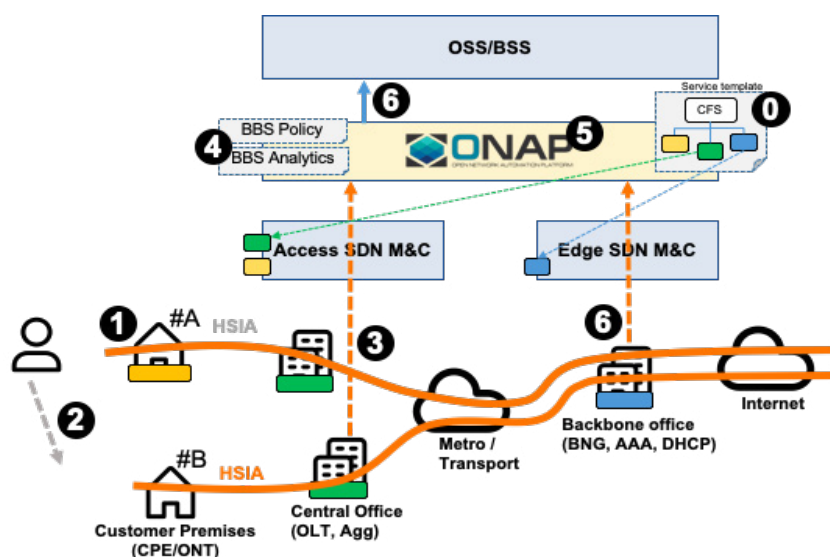 OSS/BSS
Service template
6
0
CFS
BBS Policy
5
4
ONAP
BBS Analytics
OPEN NETWORK AUTOMATION PLATFORM
Access SDN M&C
Edge SDN M&C
1
#A
HSIA
6
3
2
Internet
Backbone office
(BNG, AAA, DHCP)
Metro /
Transport
#B
HSIA
Central Office
(OLT, Agg)
Customer Premises
(CPE/ONT)